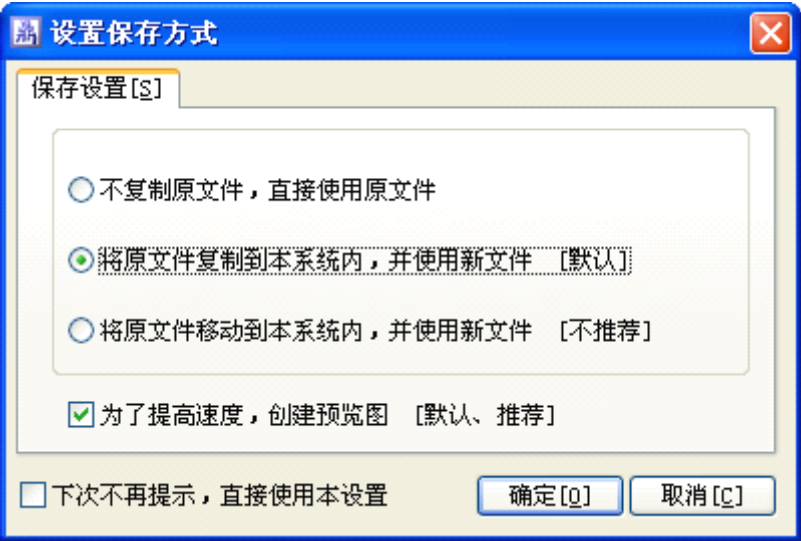 鼎 设置保存方式
保存设置[S]
不复制原文件，直接使用原文件
将原文件复制到本系统内，并使用新文件 [默认]
将原文件移动到本系统内，并使用新文件 [不推荐]
为了提高速度，创建预览图 [默认、推荐]
下次不再提示，直接使用本设置 确定[O] 取消[C]